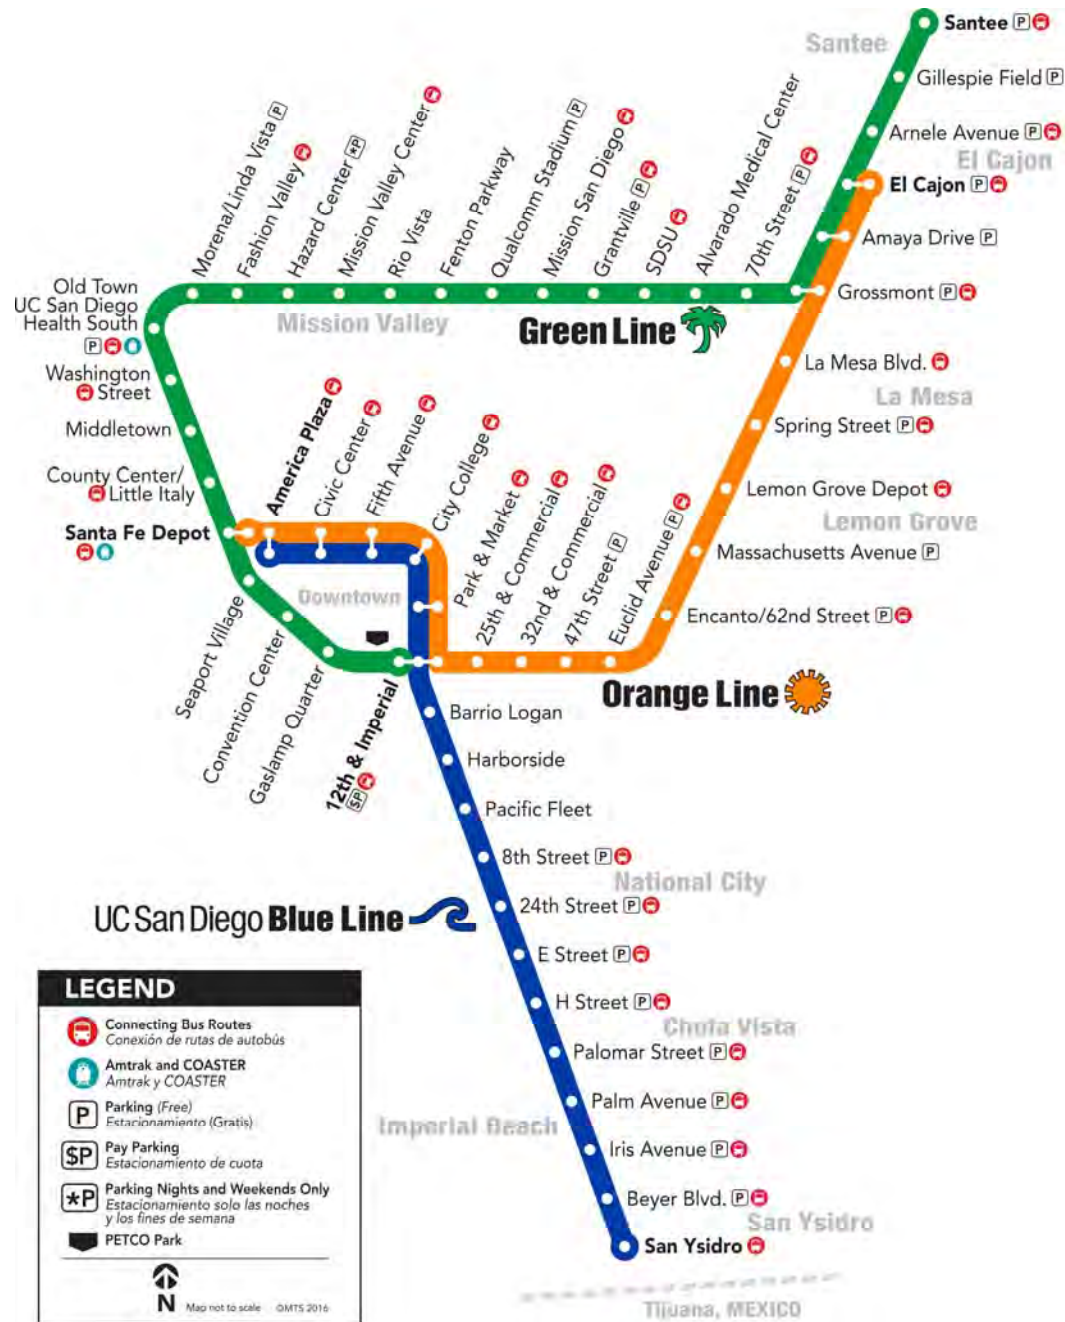 Santee P
Santee
Gillespie Field P
Arnele Avenue P
El Cajon
El Cajon P
Amaya Drive P
Grossmont P
La Mesa Blvd.
La Mesa
Spring Street P
Lemon Grove Depot
Lemon Grove
Massachusetts Avenue P
Encanto/62nd Street P
Morena/Linda Vista P
Fashion Valley
Hazard Center *P
Mission Valley Center
Rio Vista
Fenton Parkway
Qualcomm Stadium P
Mission San Diego
Grantville P
SDSU
Alvarado Medical Center
70th Street P
Old Town
UC San Diego
Health South
P
Mission Valley
Green Line
Washington
Street
Middletown
County Center/
Little Italy
Santa Fe Depot
America Plaza
Civic Center
Fifth Avenue
City College
Park & Market
25th & Commercial
32nd & Commercial
47th Street P
Euclid Avenue P
Downtown
Seaport Village
Convention Center
Gaslamp Quarter
12th & Imperial
$P
Orange Line
Barrio Logan
Harborside
Pacific Fleet
8th Street P
National City
24th Street P
UC San Diego Blue Line
E Street P
H Street P
Chula Vista
Palomar Street P
Palm Avenue P
Imperial Beach
Iris Avenue P
Beyer Blvd. P
San Ysidro
San Ysidro
Tijuana, MEXICO
LEGEND
Connecting Bus Routes
Conexión de rutas de autobús
Amtrak and COASTER
Amtrak y COASTER
P
Parking (Free)
Estacionamiento (Gratis)
$P
Pay Parking
Estacionamiento de cuota
*P
Parking Nights and Weekends Only
Estacionamiento solo las noches
y los fines de semana
PETCO Park
N
Map not to scale ©MTS 2016